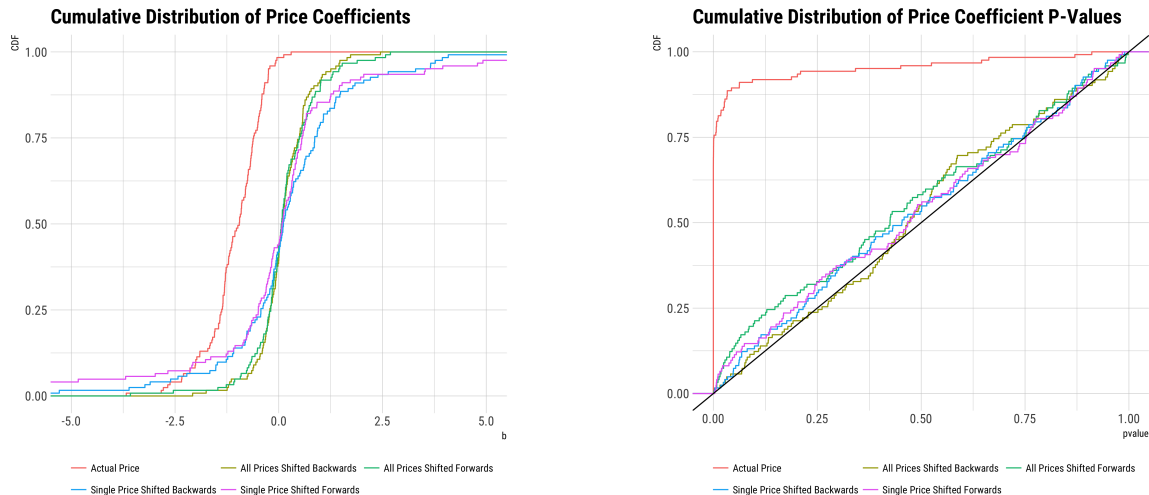 Cumulative Distribution of Price Coefficients
CDF
1.00
0.75
0.50
0.25
0.00
-5.0 -2.5 0.0 2.5 5.0
b
Actual Price All Prices Shifted Backwards All Prices Shifted Forwards
Single Price Shifted Backwards Single Price Shifted Forwards
Cumulative Distribution of Price Coefficient P-Values
CDF
1.00
0.75
0.50
0.25
0.00
0.00 0.25 0.50 0.75 1.00
pvalue
Actual Price All Prices Shifted Backwards All Prices Shifted Forwards
Single Price Shifted Backwards Single Price Shifted Forwards